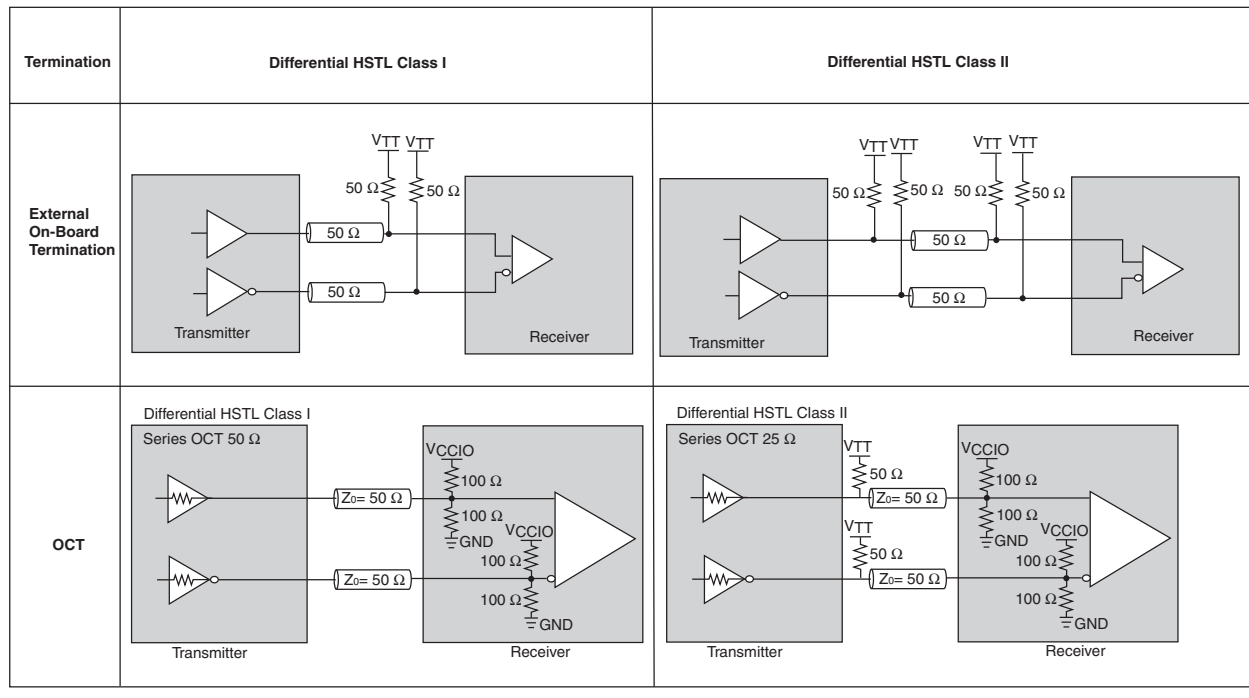 Termination
Differential HSTL Class I
Differential HSTL Class II
External
On-Board
Termination
VTT VTT
50 Ω 50 Ω
50 Ω
50 Ω
Transmitter
Receiver
VTT VTT VTT VTT
50 Ω 50 Ω 50 Ω 50 Ω
50 Ω
50 Ω
Transmitter
Receiver
OCT
Differential HSTL Class I
Series OCT 50 Ω
VCCIO
100 Ω
Z0= 50 Ω
100 Ω
VCCIO
GND
100 Ω
Z0= 50 Ω
100 Ω
GND
Transmitter
Receiver
Differential HSTL Class II
Series OCT 25 Ω
VTT
VCCIO
50 Ω
100 Ω
Z0= 50 Ω
100 Ω
VTT
VCCIO
GND
50 Ω
100 Ω
Z0= 50 Ω
100 Ω
GND
Transmitter
Receiver